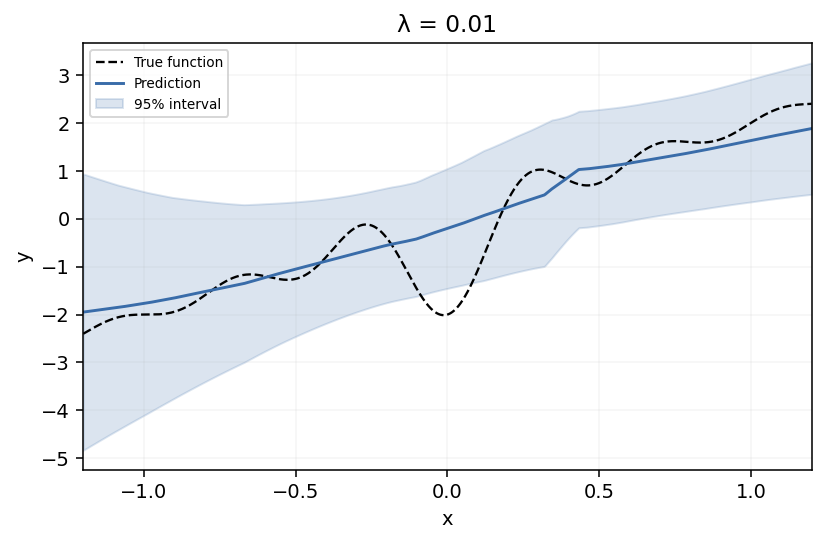 λ = 0.01
True function
Prediction
95% interval
y
3
2
1
0
−1
−2
−3
−4
−5
−1.0 −0.5 0.0 0.5 1.0
x